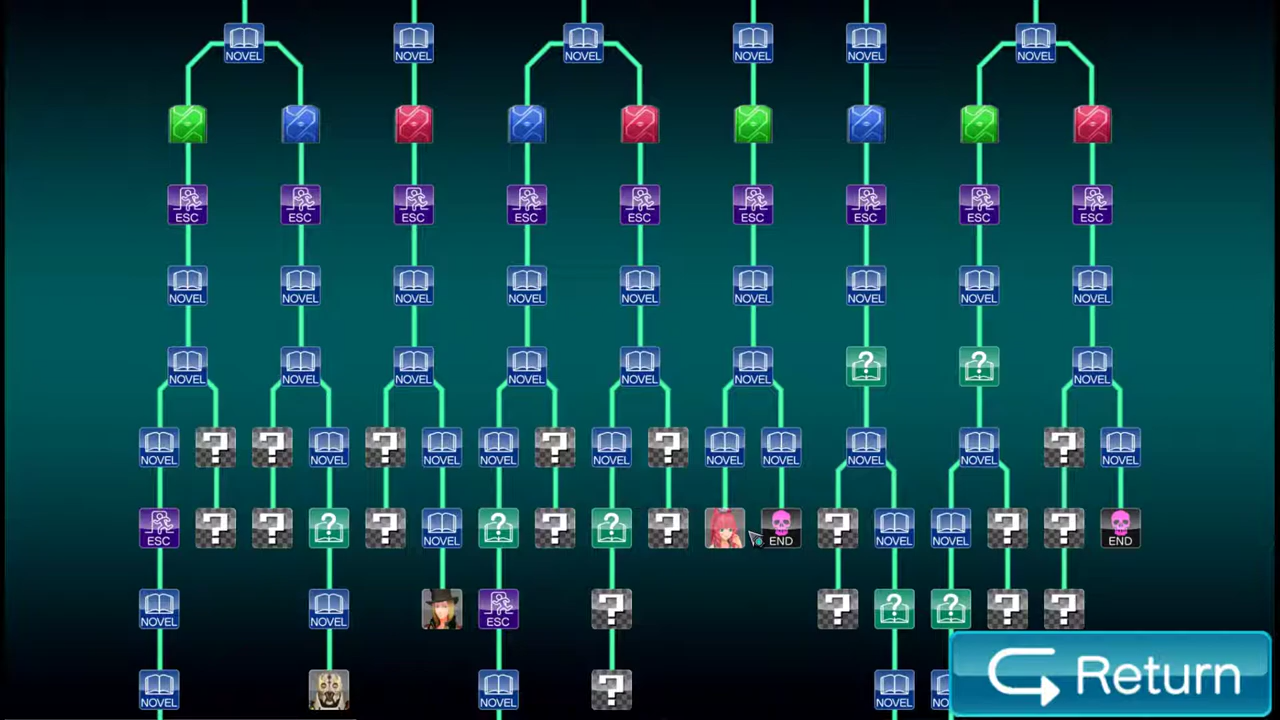 NOVEL NOVEL NOVEL NOVEL NOVEL NOVEL
ESC ESC ESC ESC ESC ESC ESC ESC ESC
NOVEL NOVEL NOVEL NOVEL NOVEL NOVEL NOVEL NOVEL NOVEL
NOVEL NOVEL NOVEL NOVEL NOVEL NOVEL ? ? NOVEL
NOVEL ? ? NOVEL ? NOVEL NOVEL ? NOVEL ? NOVEL NOVEL NOVEL NOVEL ? NOVEL
ESC ? ? ? ? NOVEL ? ? ? ? END ? NOVEL NOVEL ? ? END
NOVEL NOVEL ESC ? ? ? ? ? ?
NOVEL NOVEL ? NOVEL Return